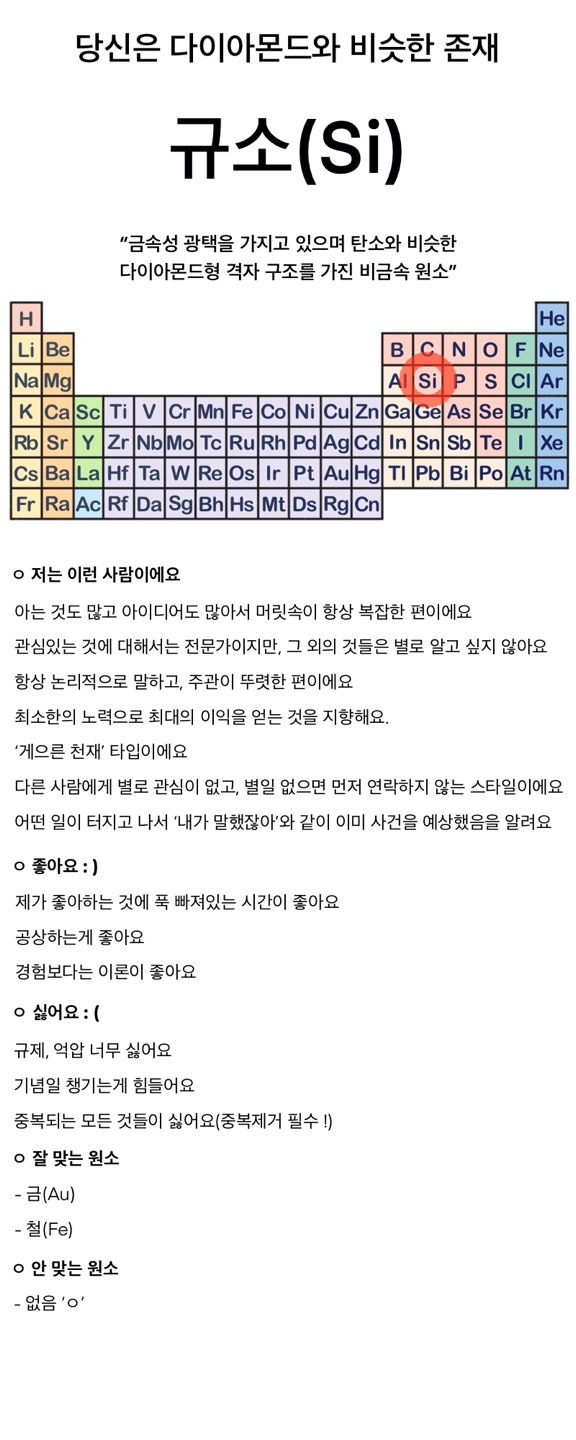 당신은 다이아몬드와 비슷한 존재
규소(Si)
“금속성 광택을 가지고 있으며 탄소와 비슷한
다이아몬드형 격자 구조를 가진 비금속 원소”
H He
Li Be B C N O F Ne
Na Mg Al Si P S Cl Ar
K Ca Sc Ti V Cr Mn Fe Co Ni Cu Zn Ga Ge As Se Br Kr
Rb Sr Y Zr Nb Mo Tc Ru Rh Pd Ag Cd In Sn Sb Te I Xe
Cs Ba La Hf Ta W Re Os Ir Pt Au Hg Tl Pb Bi Po At Rn
Fr Ra Ac Rf Da Sg Bh Hs Mt Ds Rg Cn
ㅇ 저는 이런 사람이에요
아는 것도 많고 아이디어도 많아서 머릿속이 항상 복잡한 편이에요
관심있는 것에 대해서는 전문가이지만, 그 외의 것들은 별로 알고 싶지 않아요
항상 논리적으로 말하고, 주관이 뚜렷한 편이에요
최소한의 노력으로 최대의 이익을 얻는 것을 지향해요.
‘게으른 천재’ 타입이에요
다른 사람에게 별로 관심이 없고, 별일 없으면 먼저 연락하지 않는 스타일이에요
어떤 일이 터지고 나서 ‘내가 말했잖아’와 같이 이미 사건을 예상했음을 알려요
ㅇ 좋아요 : )
제가 좋아하는 것에 푹 빠져있는 시간이 좋아요
공상하는게 좋아요
경험보다는 이론이 좋아요
ㅇ 싫어요 : (
규제, 억압 너무 싫어요
기념일 챙기는게 힘들어요
중복되는 모든 것들이 싫어요(중복제거 필수 !)
ㅇ 잘 맞는 원소
- 금(Au)
- 철(Fe)
ㅇ 안 맞는 원소
- 없음 ‘ㅇ’